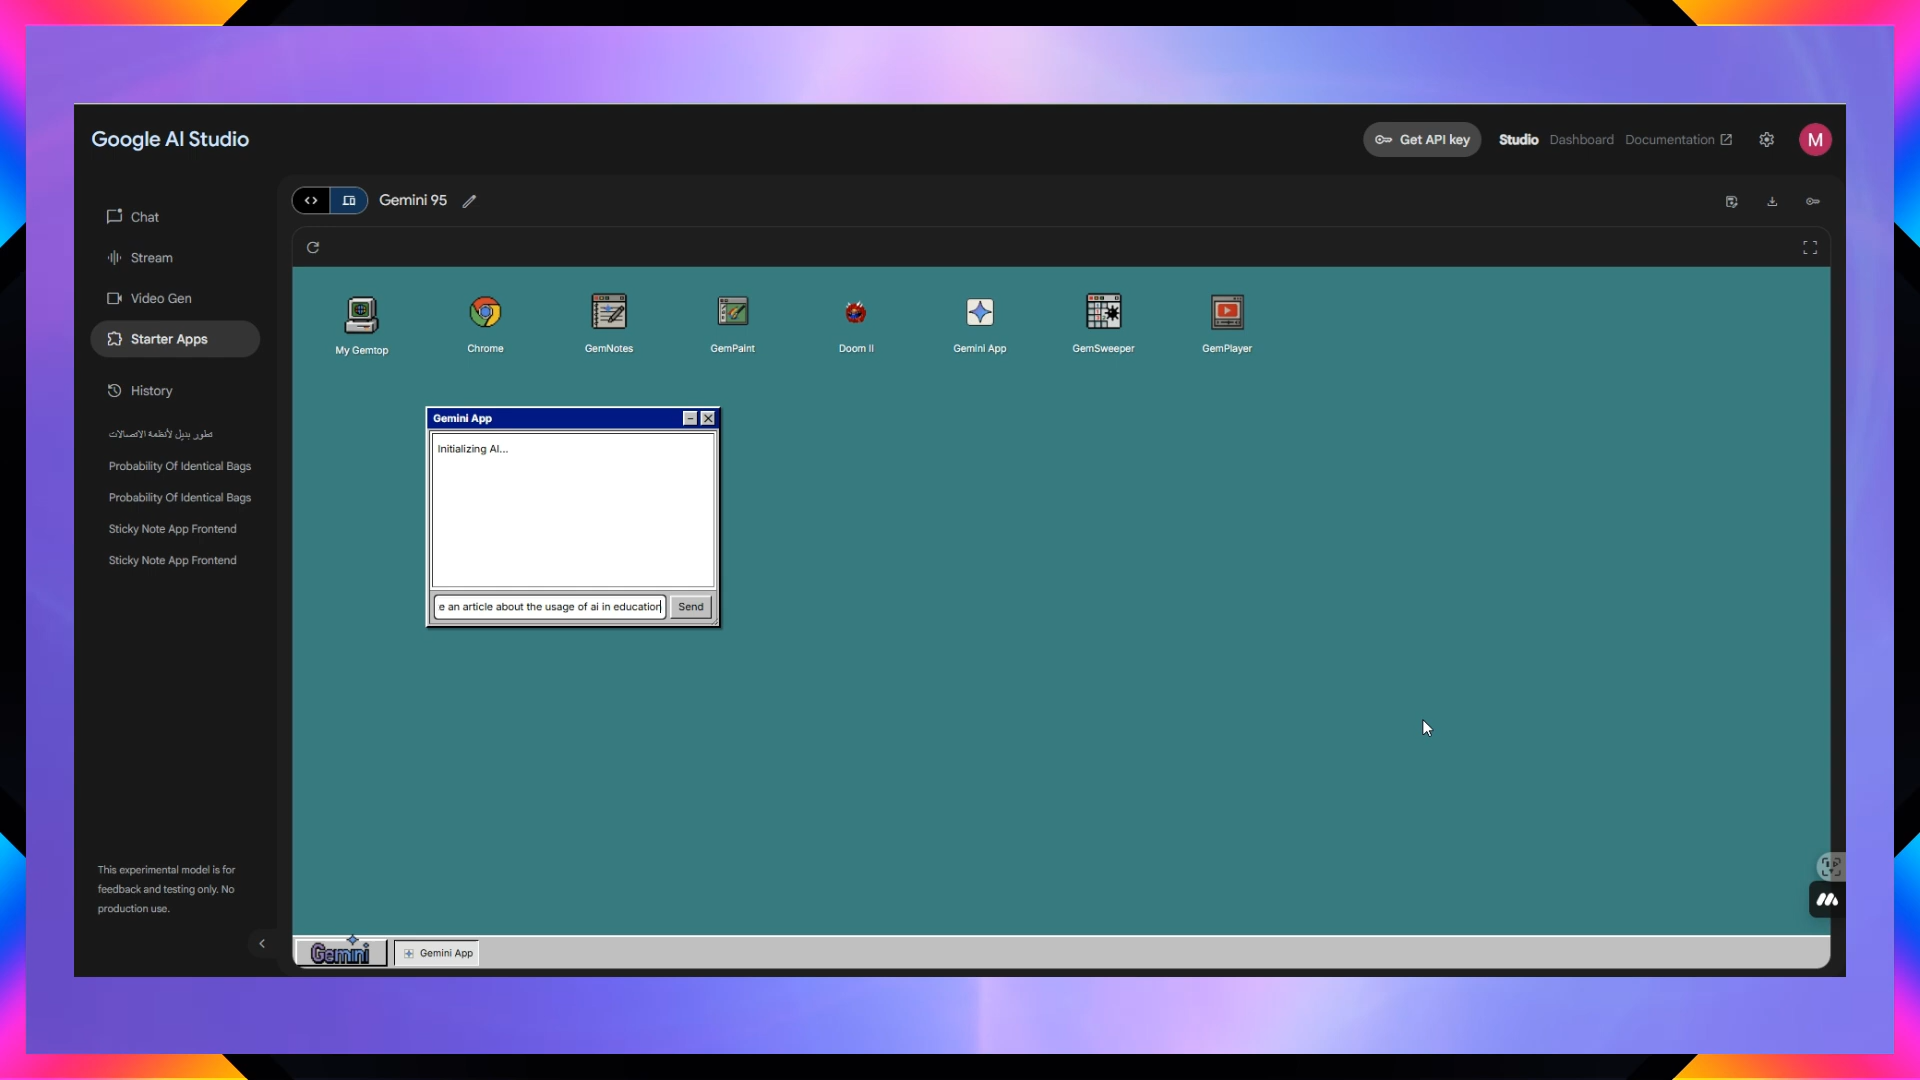 Google AI Studio
Get API key
Studio
Dashboard
Documentation
M
Chat
Stream
Video Gen
Starter Apps
History
تطور بديل لأنظمة الاتصالات
Probability Of Identical Bags
Probability Of Identical Bags
Sticky Note App Frontend
Sticky Note App Frontend
This experimental model is for
feedback and testing only. No
production use.
Gemini 95
My Gemtop
Chrome
GemNotes
GemPaint
Doom II
Gemini App
GemSweeper
GemPlayer
Gemini App
Initializing AI...
e an article about the usage of ai in education
Send
Gemini
Gemini App